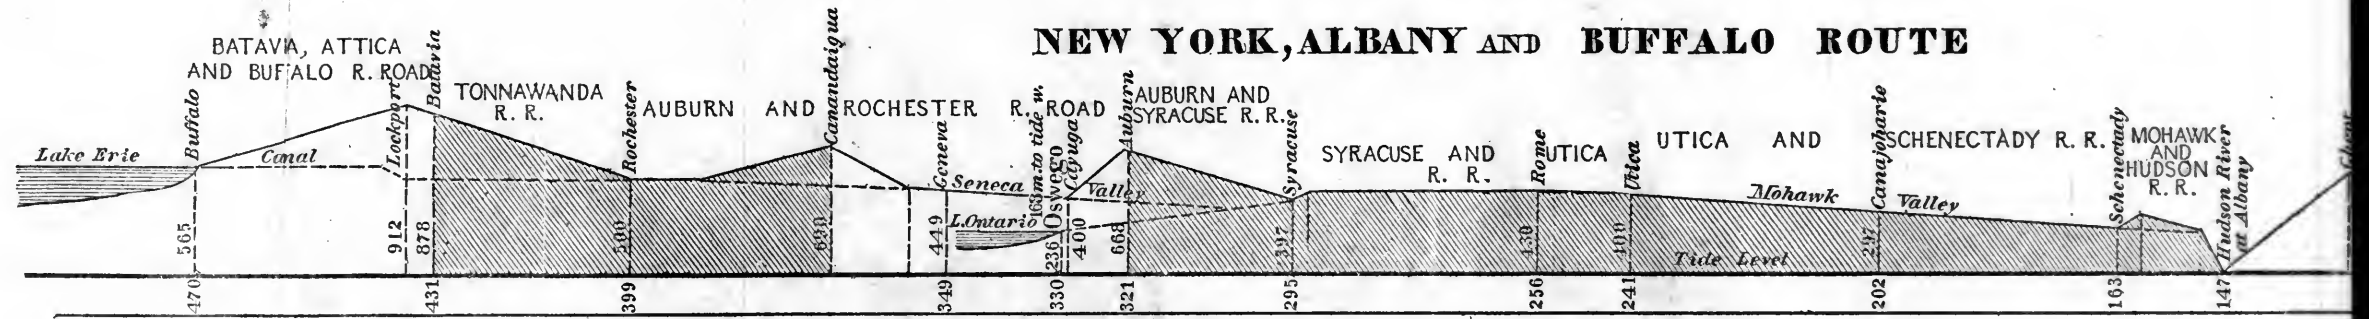 NEW YORK, ALBANY AND BUFFALO ROUTE
BATAVIA, ATTICA
AND BUFFALO R. ROAD
TONNAWANDA
R. R.
AUBURN AND ROCHESTER R. ROAD
AUBURN AND
SYRACUSE R. R.
SYRACUSE AND UTICA
R. R.
UTICA AND SCHENECTADY R. R.
MOHAWK
AND
HUDSON
R. R.
Lake Erie
Buffalo
Canal
Lockport
Batavia
Rochester
Canandaigua
Geneva
Seneca
163 m. to tide w.
Oswego
Cayuga
Valley
L. Ontario
Auburn
Syracuse
Rome
Utica
Mohawk
Canajoharie
Valley
Schenectady
Hudson River
at Albany
Tide Level
565
912
878
500
449
236
400
668
397
430
400
297
470
431
399
349
330
321
295
256
241
202
163
147